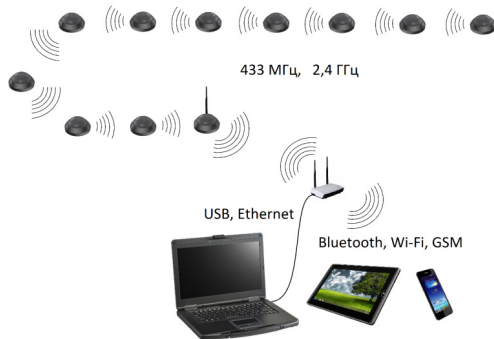 433 МГц, 2,4 ГГц
USB, Ethernet
Bluetooth, Wi-Fi, GSM